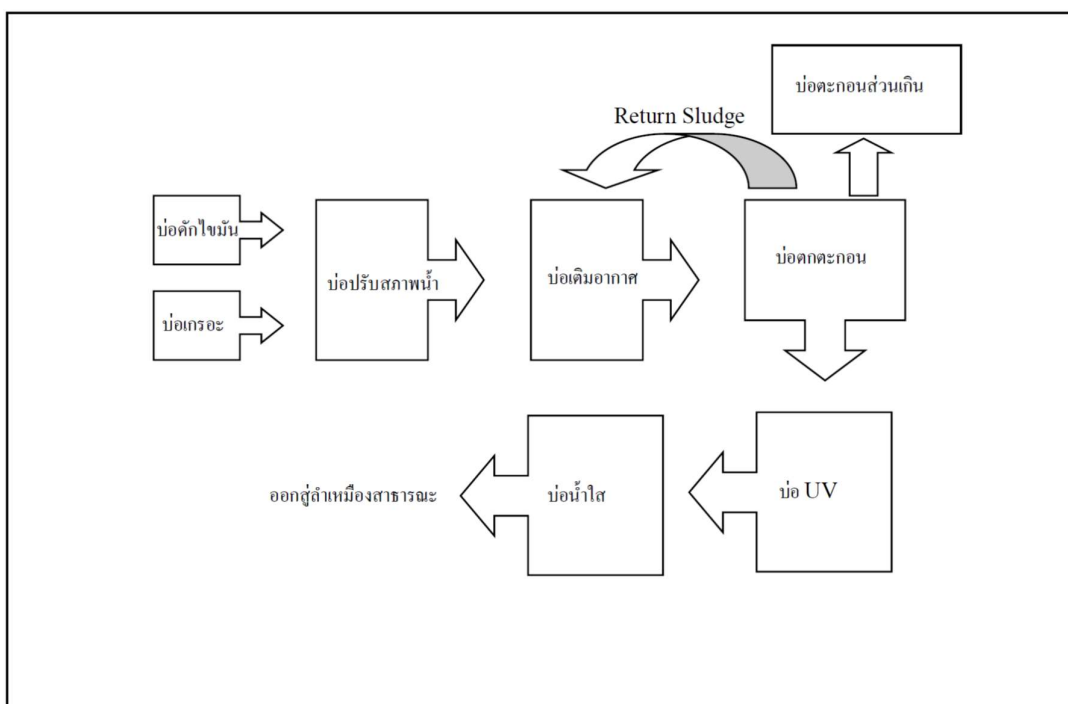 บ่อตะกอนส่วนเกิน
Return Sludge
บ่อดักไขมัน
บ่อเกรอะ
บ่อปรับสภาพน้ำ
บ่อเติมอากาศ
บ่อตกตะกอน
ออกสู่ลำเหมืองสาธารณะ
บ่อน้ำใส
บ่อ UV